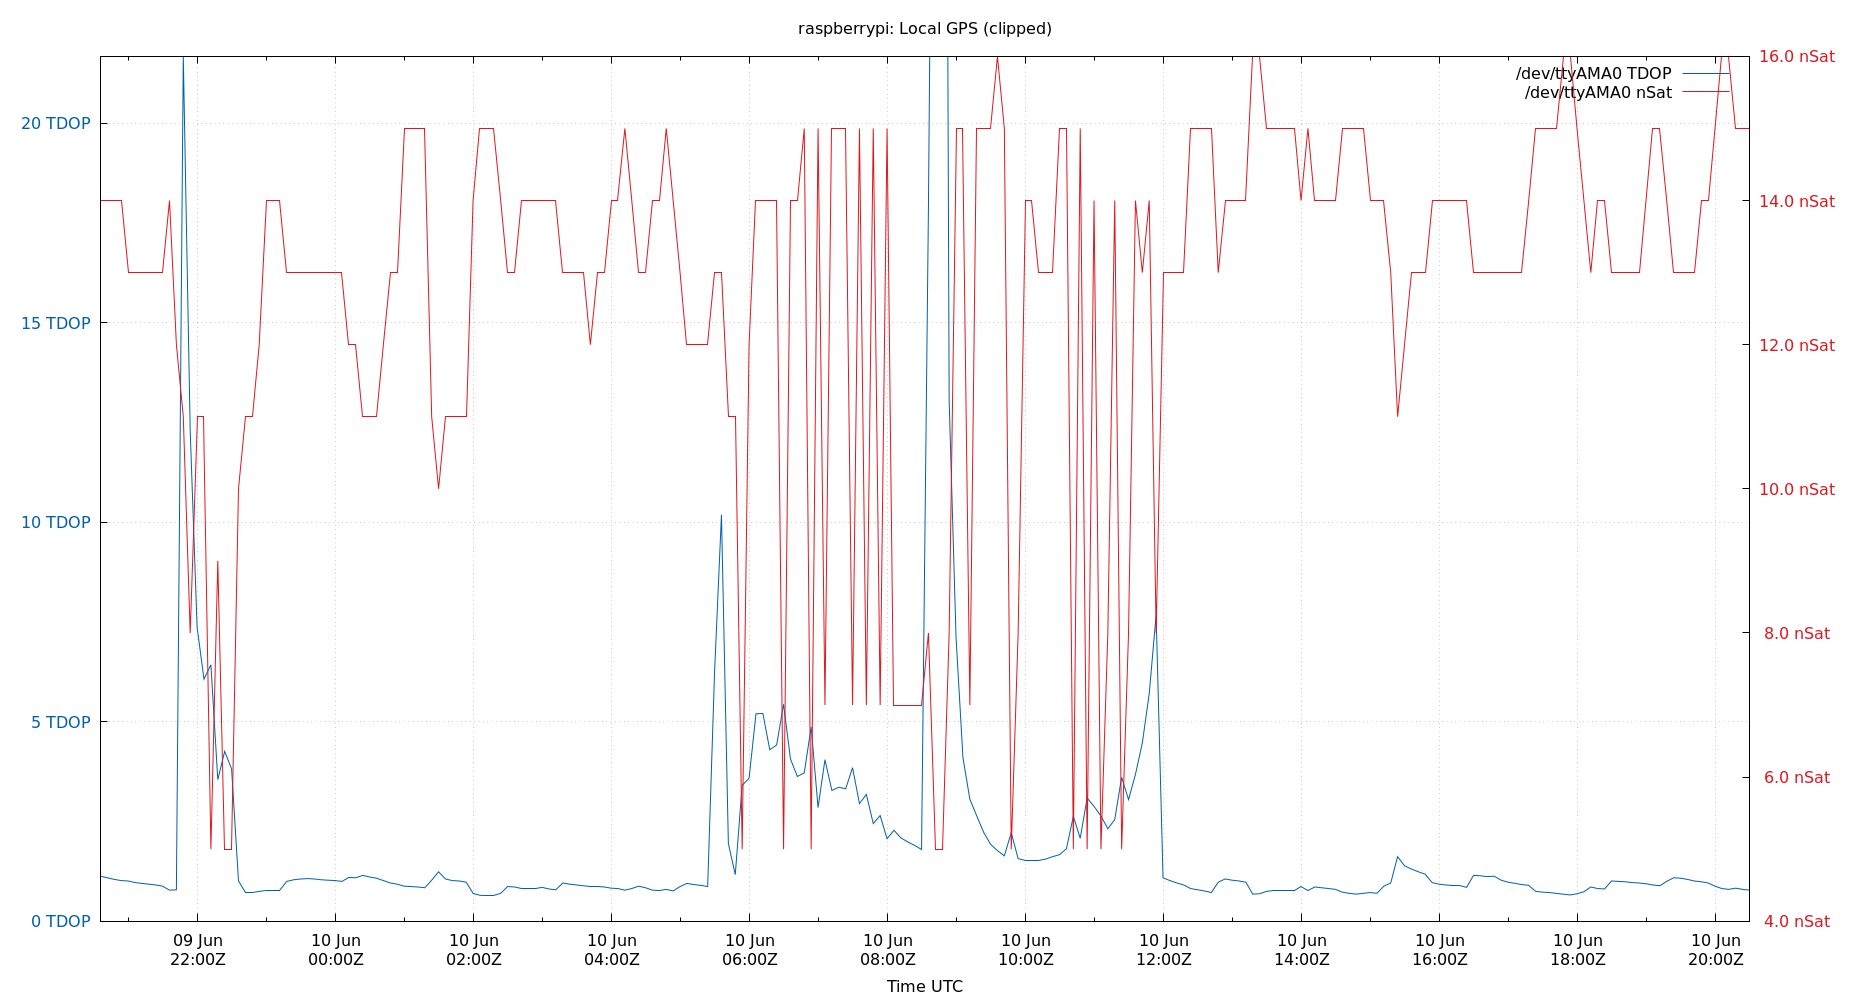 raspberrypi: Local GPS (clipped)
/dev/ttyAMA0 TDOP
/dev/ttyAMA0 nSat
20 TDOP
15 TDOP
10 TDOP
5 TDOP
0 TDOP
16.0 nSat
14.0 nSat
12.0 nSat
10.0 nSat
8.0 nSat
6.0 nSat
4.0 nSat
09 Jun
22:00Z
10 Jun
00:00Z
10 Jun
02:00Z
10 Jun
04:00Z
10 Jun
06:00Z
10 Jun
08:00Z
10 Jun
10:00Z
10 Jun
12:00Z
10 Jun
14:00Z
10 Jun
16:00Z
10 Jun
18:00Z
10 Jun
20:00Z
Time UTC